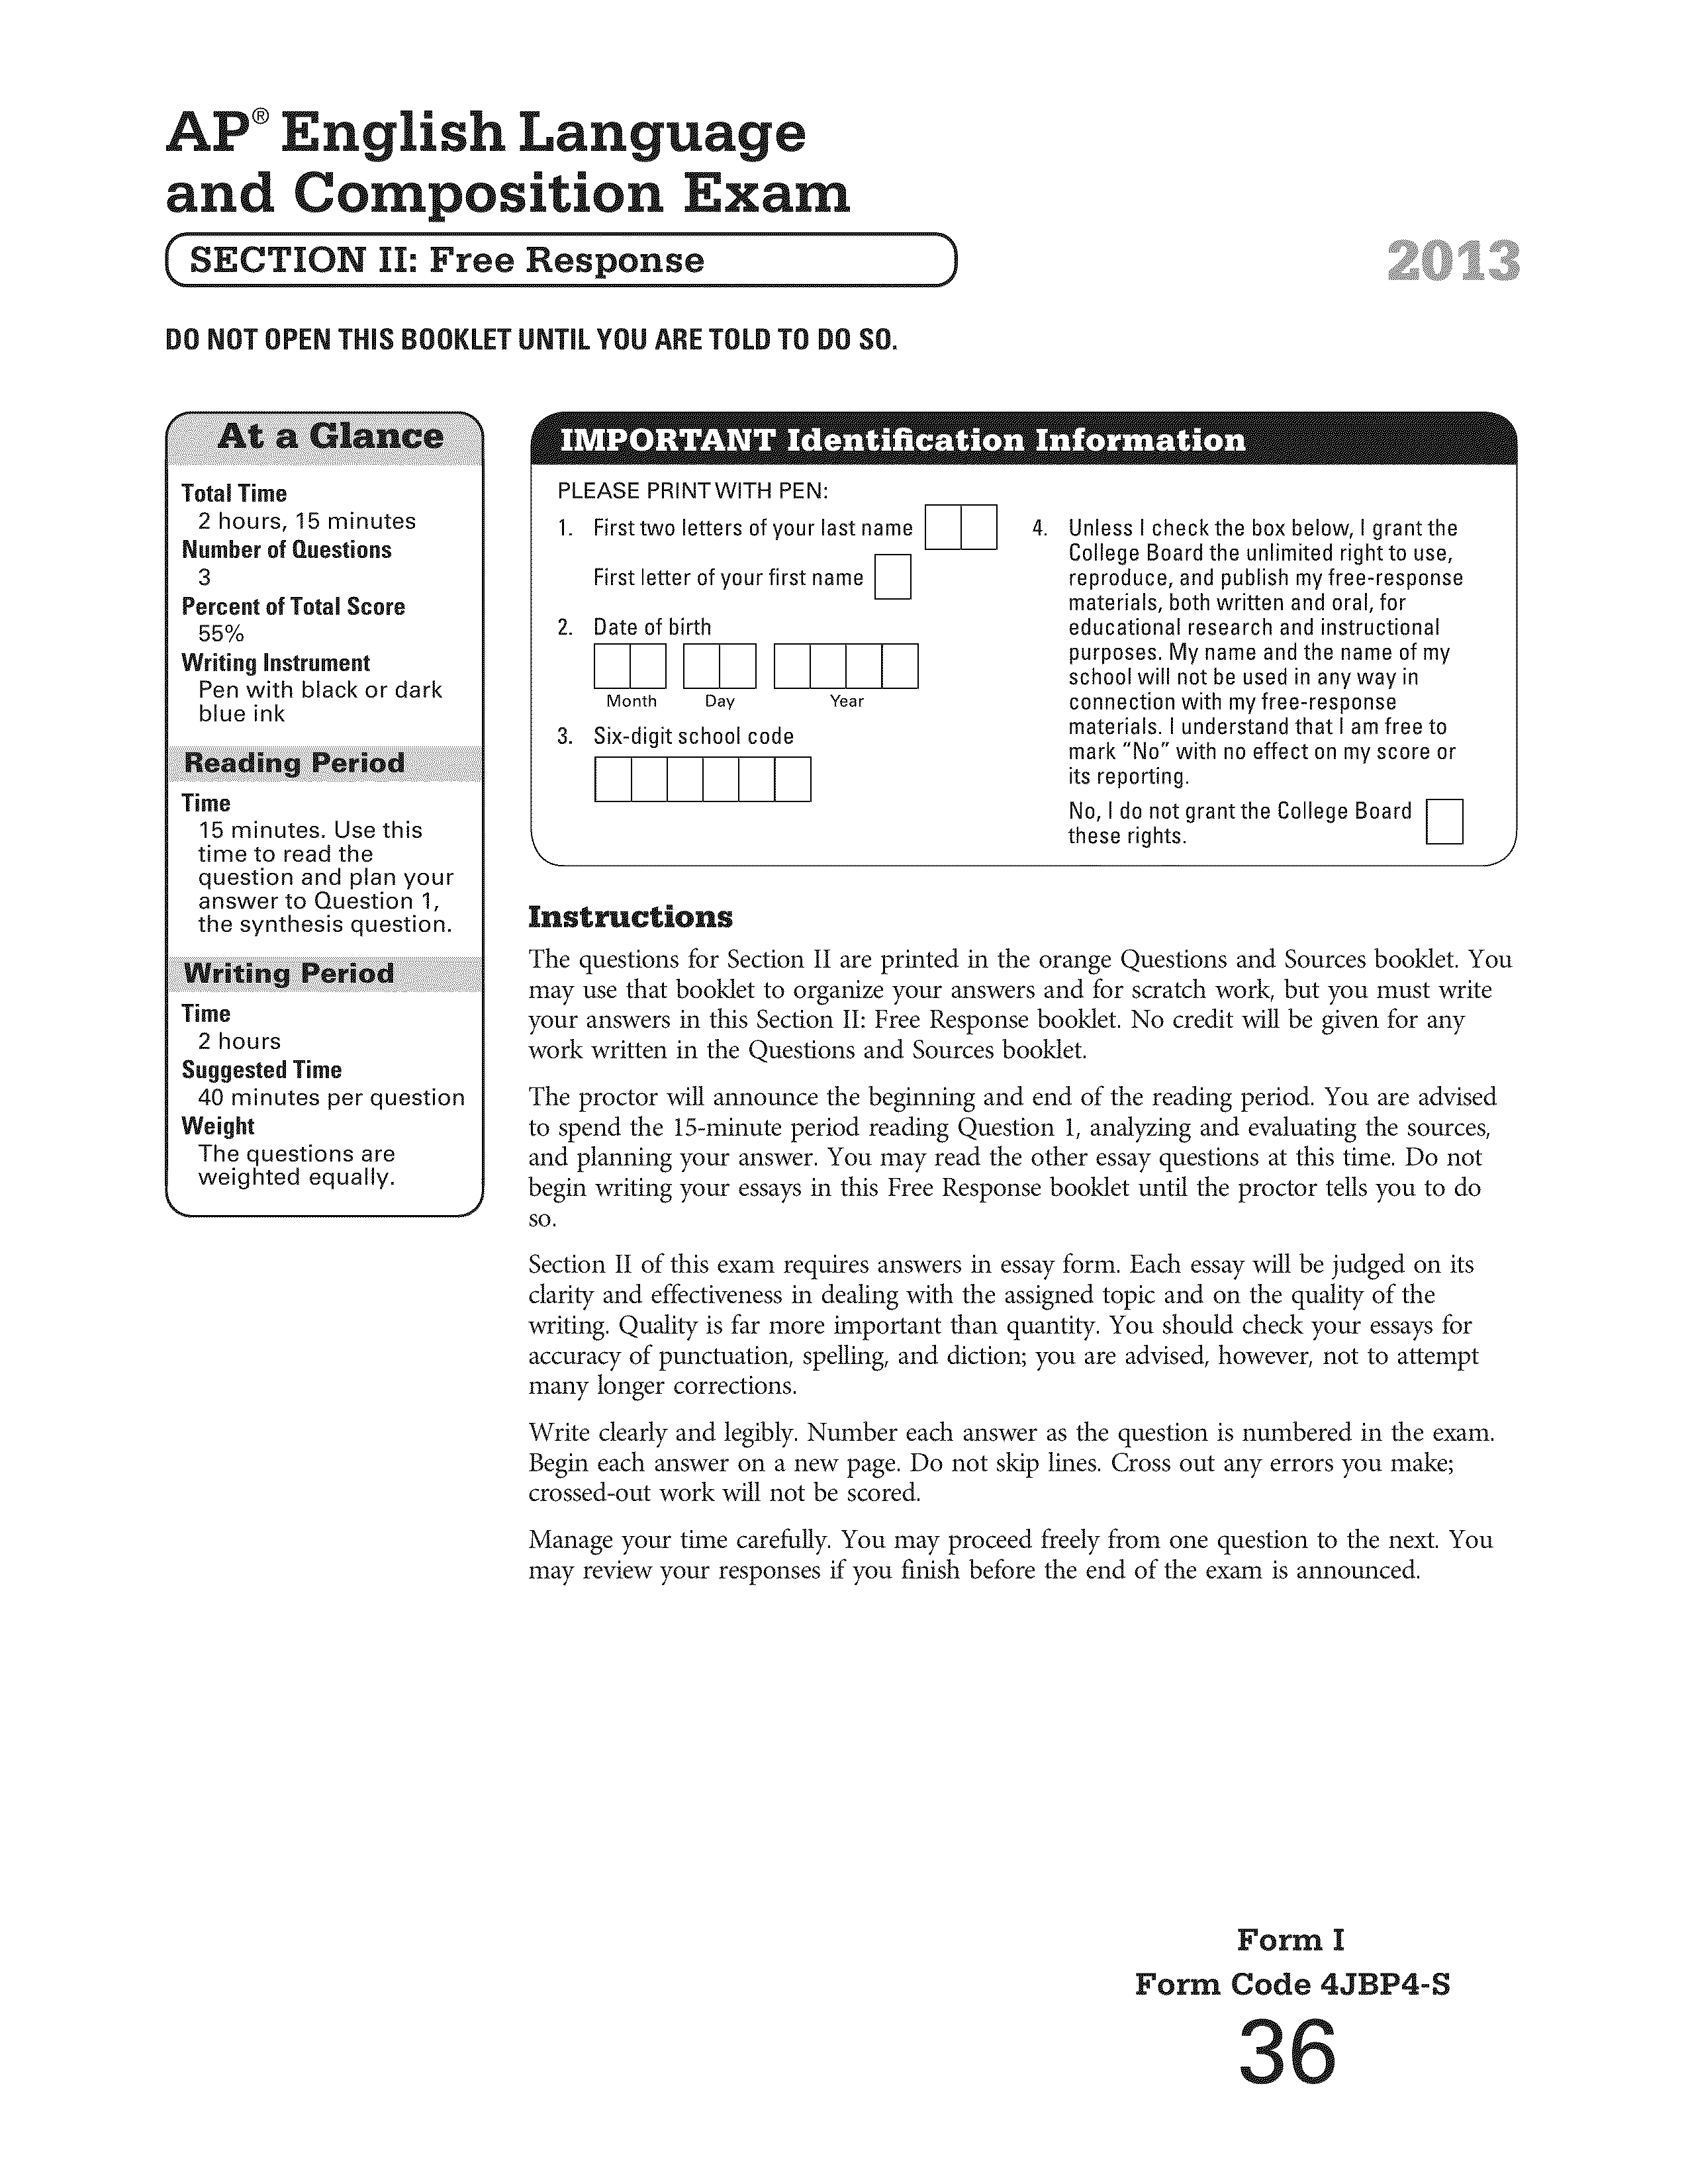 AP® English Language
and Composition Exam
SECTION II: Free Response
2013
DO NOT OPEN THIS BOOKLET UNTIL YOU ARE TOLD TO DO SO.
At a Glance
Total Time
2 hours, 15 minutes
Number of Questions
3
Percent of Total Score
55%
Writing Instrument
Pen with black or dark
blue ink
Reading Period
Time
15 minutes. Use this
time to read the
question and plan your
answer to Question 1,
the synthesis question.
Writing Period
Time
2 hours
Suggested Time
40 minutes per question
Weight
The questions are
weighted equally.
IMPORTANT Identification Information
PLEASE PRINT WITH PEN:
1. First two letters of your last name
First letter of your first name
2. Date of birth
Month Day Year
3. Six-digit school code
4. Unless I check the box below, I grant the
College Board the unlimited right to use,
reproduce, and publish my free-response
materials, both written and oral, for
educational research and instructional
purposes. My name and the name of my
school will not be used in any way in
connection with my free-response
materials. I understand that I am free to
mark “No” with no effect on my score or
its reporting.
No, I do not grant the College Board
these rights.
Instructions
The questions for Section II are printed in the orange Questions and Sources booklet. You
may use that booklet to organize your answers and for scratch work, but you must write
your answers in this Section II: Free Response booklet. No credit will be given for any
work written in the Questions and Sources booklet.
The proctor will announce the beginning and end of the reading period. You are advised
to spend the 15-minute period reading Question 1, analyzing and evaluating the sources,
and planning your answer. You may read the other essay questions at this time. Do not
begin writing your essays in this Free Response booklet until the proctor tells you to do
so.
Section II of this exam requires answers in essay form. Each essay will be judged on its
clarity and effectiveness in dealing with the assigned topic and on the quality of the
writing. Quality is far more important than quantity. You should check your essays for
accuracy of punctuation, spelling, and diction; you are advised, however, not to attempt
many longer corrections.
Write clearly and legibly. Number each answer as the question is numbered in the exam.
Begin each answer on a new page. Do not skip lines. Cross out any errors you make;
crossed-out work will not be scored.
Manage your time carefully. You may proceed freely from one question to the next. You
may review your responses if you finish before the end of the exam is announced.
Form I
Form Code 4JBP4-S
36